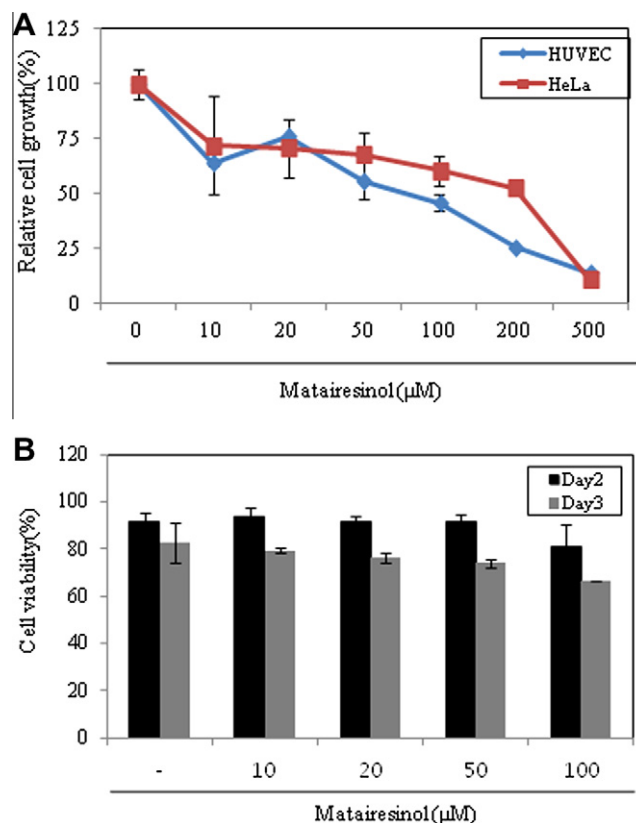 A
Relative cell growth(%)
125
100
75
50
25
0
HUVEC
HeLa
0 10 20 50 100 200 500
Matairesinol(μM)
B
Cell viability(%)
120
100
80
60
40
20
0
Day2
Day3
- 10 20 50 100
Matairesinol(μM)